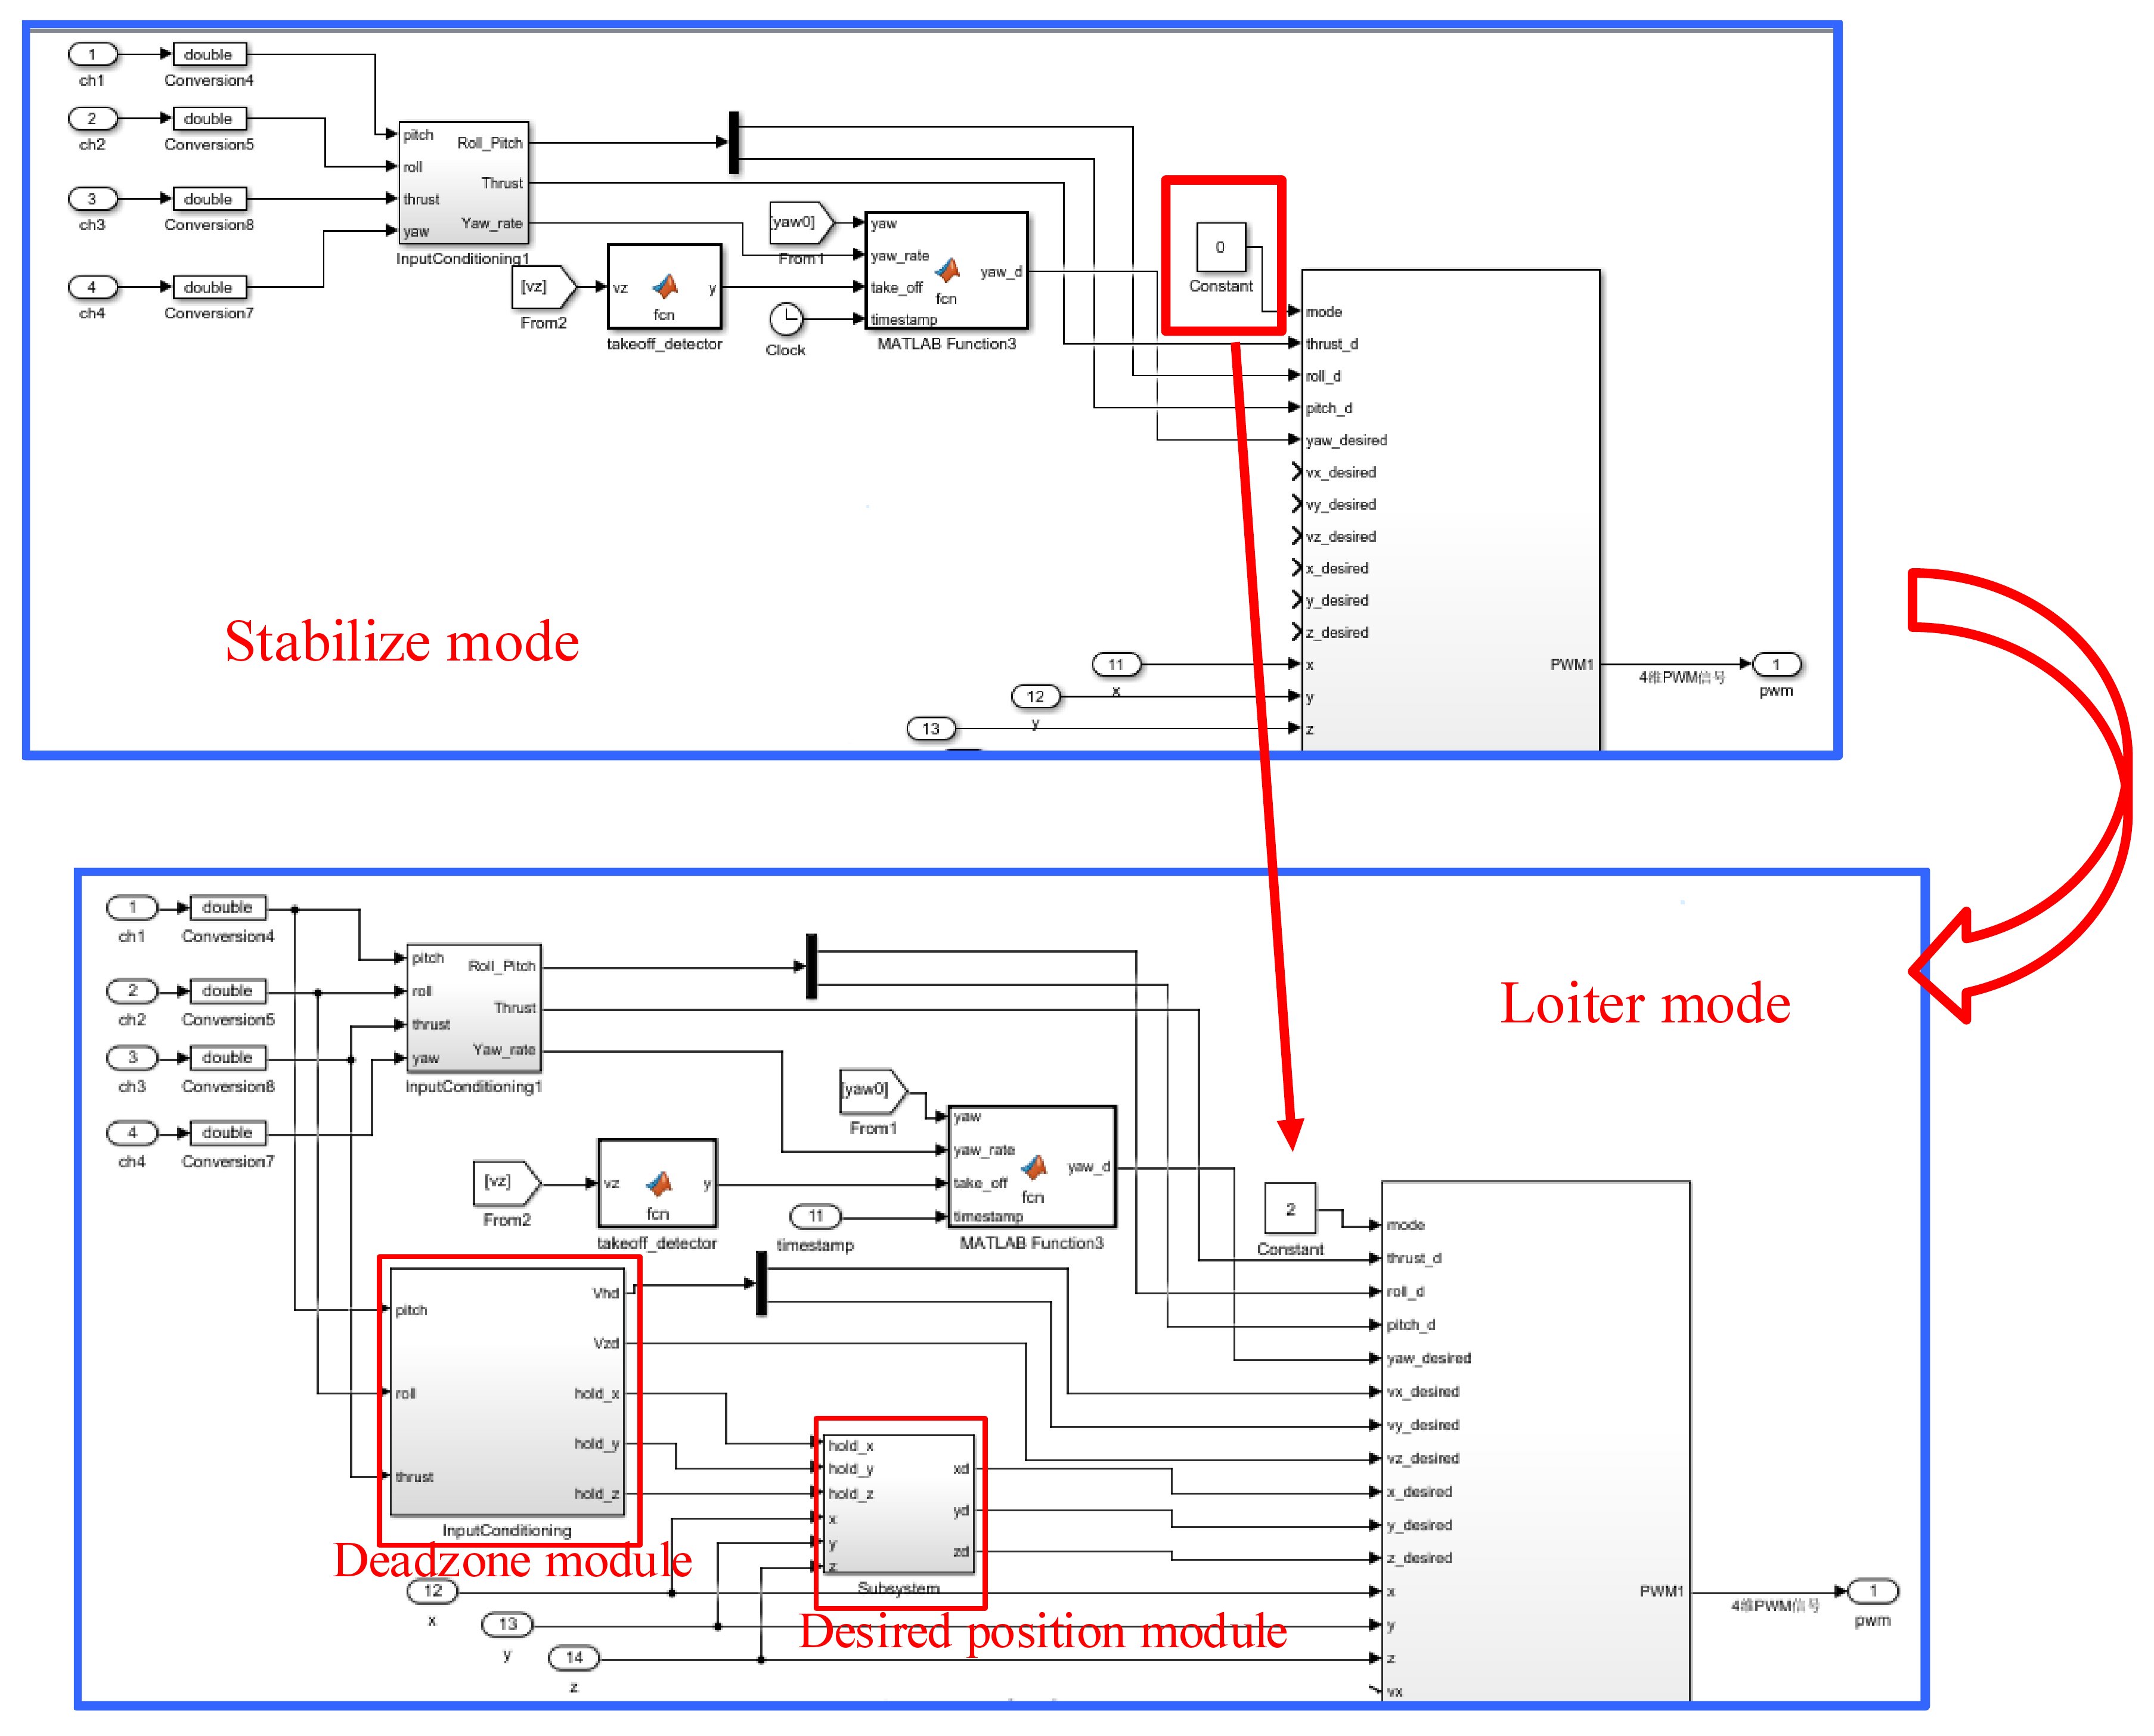 1
double
ch1
Conversion4
2
double
ch2
Conversion5
3
double
ch3
Conversion8
4
double
ch4
Conversion7
pitch
roll
thrust
yaw
Roll_Pitch
Thrust
Yaw_rate
InputConditioning1
[vz]
From2
vz
y
fcn
takeoff_detector
[yaw0]
From1
Clock
yaw
yaw_rate
take_off
timestamp
yaw_d
fcn
MATLAB Function3
0
Constant
mode
thrust_d
roll_d
pitch_d
yaw_desired
vx_desired
vy_desired
vz_desired
x_desired
y_desired
z_desired
x
y
z
11
x
12
y
13
PWM1
4维PWM信号
1
pwm
Stabilize mode
1
double
ch1
Conversion4
2
double
ch2
Conversion5
3
double
ch3
Conversion8
4
double
ch4
Conversion7
pitch
roll
thrust
yaw
Roll_Pitch
Thrust
Yaw_rate
InputConditioning1
Loiter mode
[yaw0]
From1
[vz]
From2
vz
y
fcn
takeoff_detector
11
timestamp
yaw
yaw_rate
take_off
timestamp
yaw_d
fcn
MATLAB Function3
2
Constant
pitch
roll
thrust
Vhd
Vzd
hold_x
hold_y
hold_z
InputConditioning
Deadzone module
hold_x
hold_y
hold_z
x
y
z
xd
yd
zd
Subsystem
Desired position module
12
x
13
y
14
z
mode
thrust_d
roll_d
pitch_d
yaw_desired
vx_desired
vy_desired
vz_desired
x_desired
y_desired
z_desired
x
y
z
vx
PWM1
4维PWM信号
1
pwm